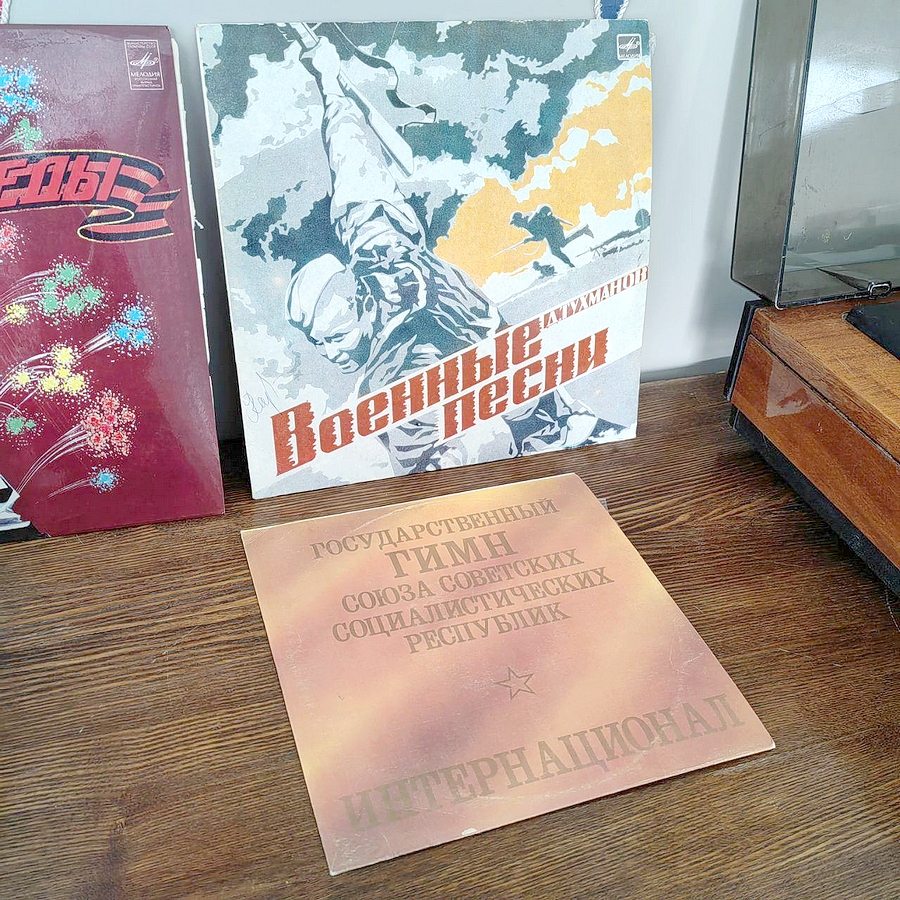 МЕЛОДИЯ
ЕДЫ
Д.ТУХМАНОВ
Военные
песни
ГОСУДАРСТВЕННЫЙ
ГИМН
СОЮЗА СОВЕТСКИХ
СОЦИАЛИСТИЧЕСКИХ
РЕСПУБЛИК
ИНТЕРНАЦИОНАЛ